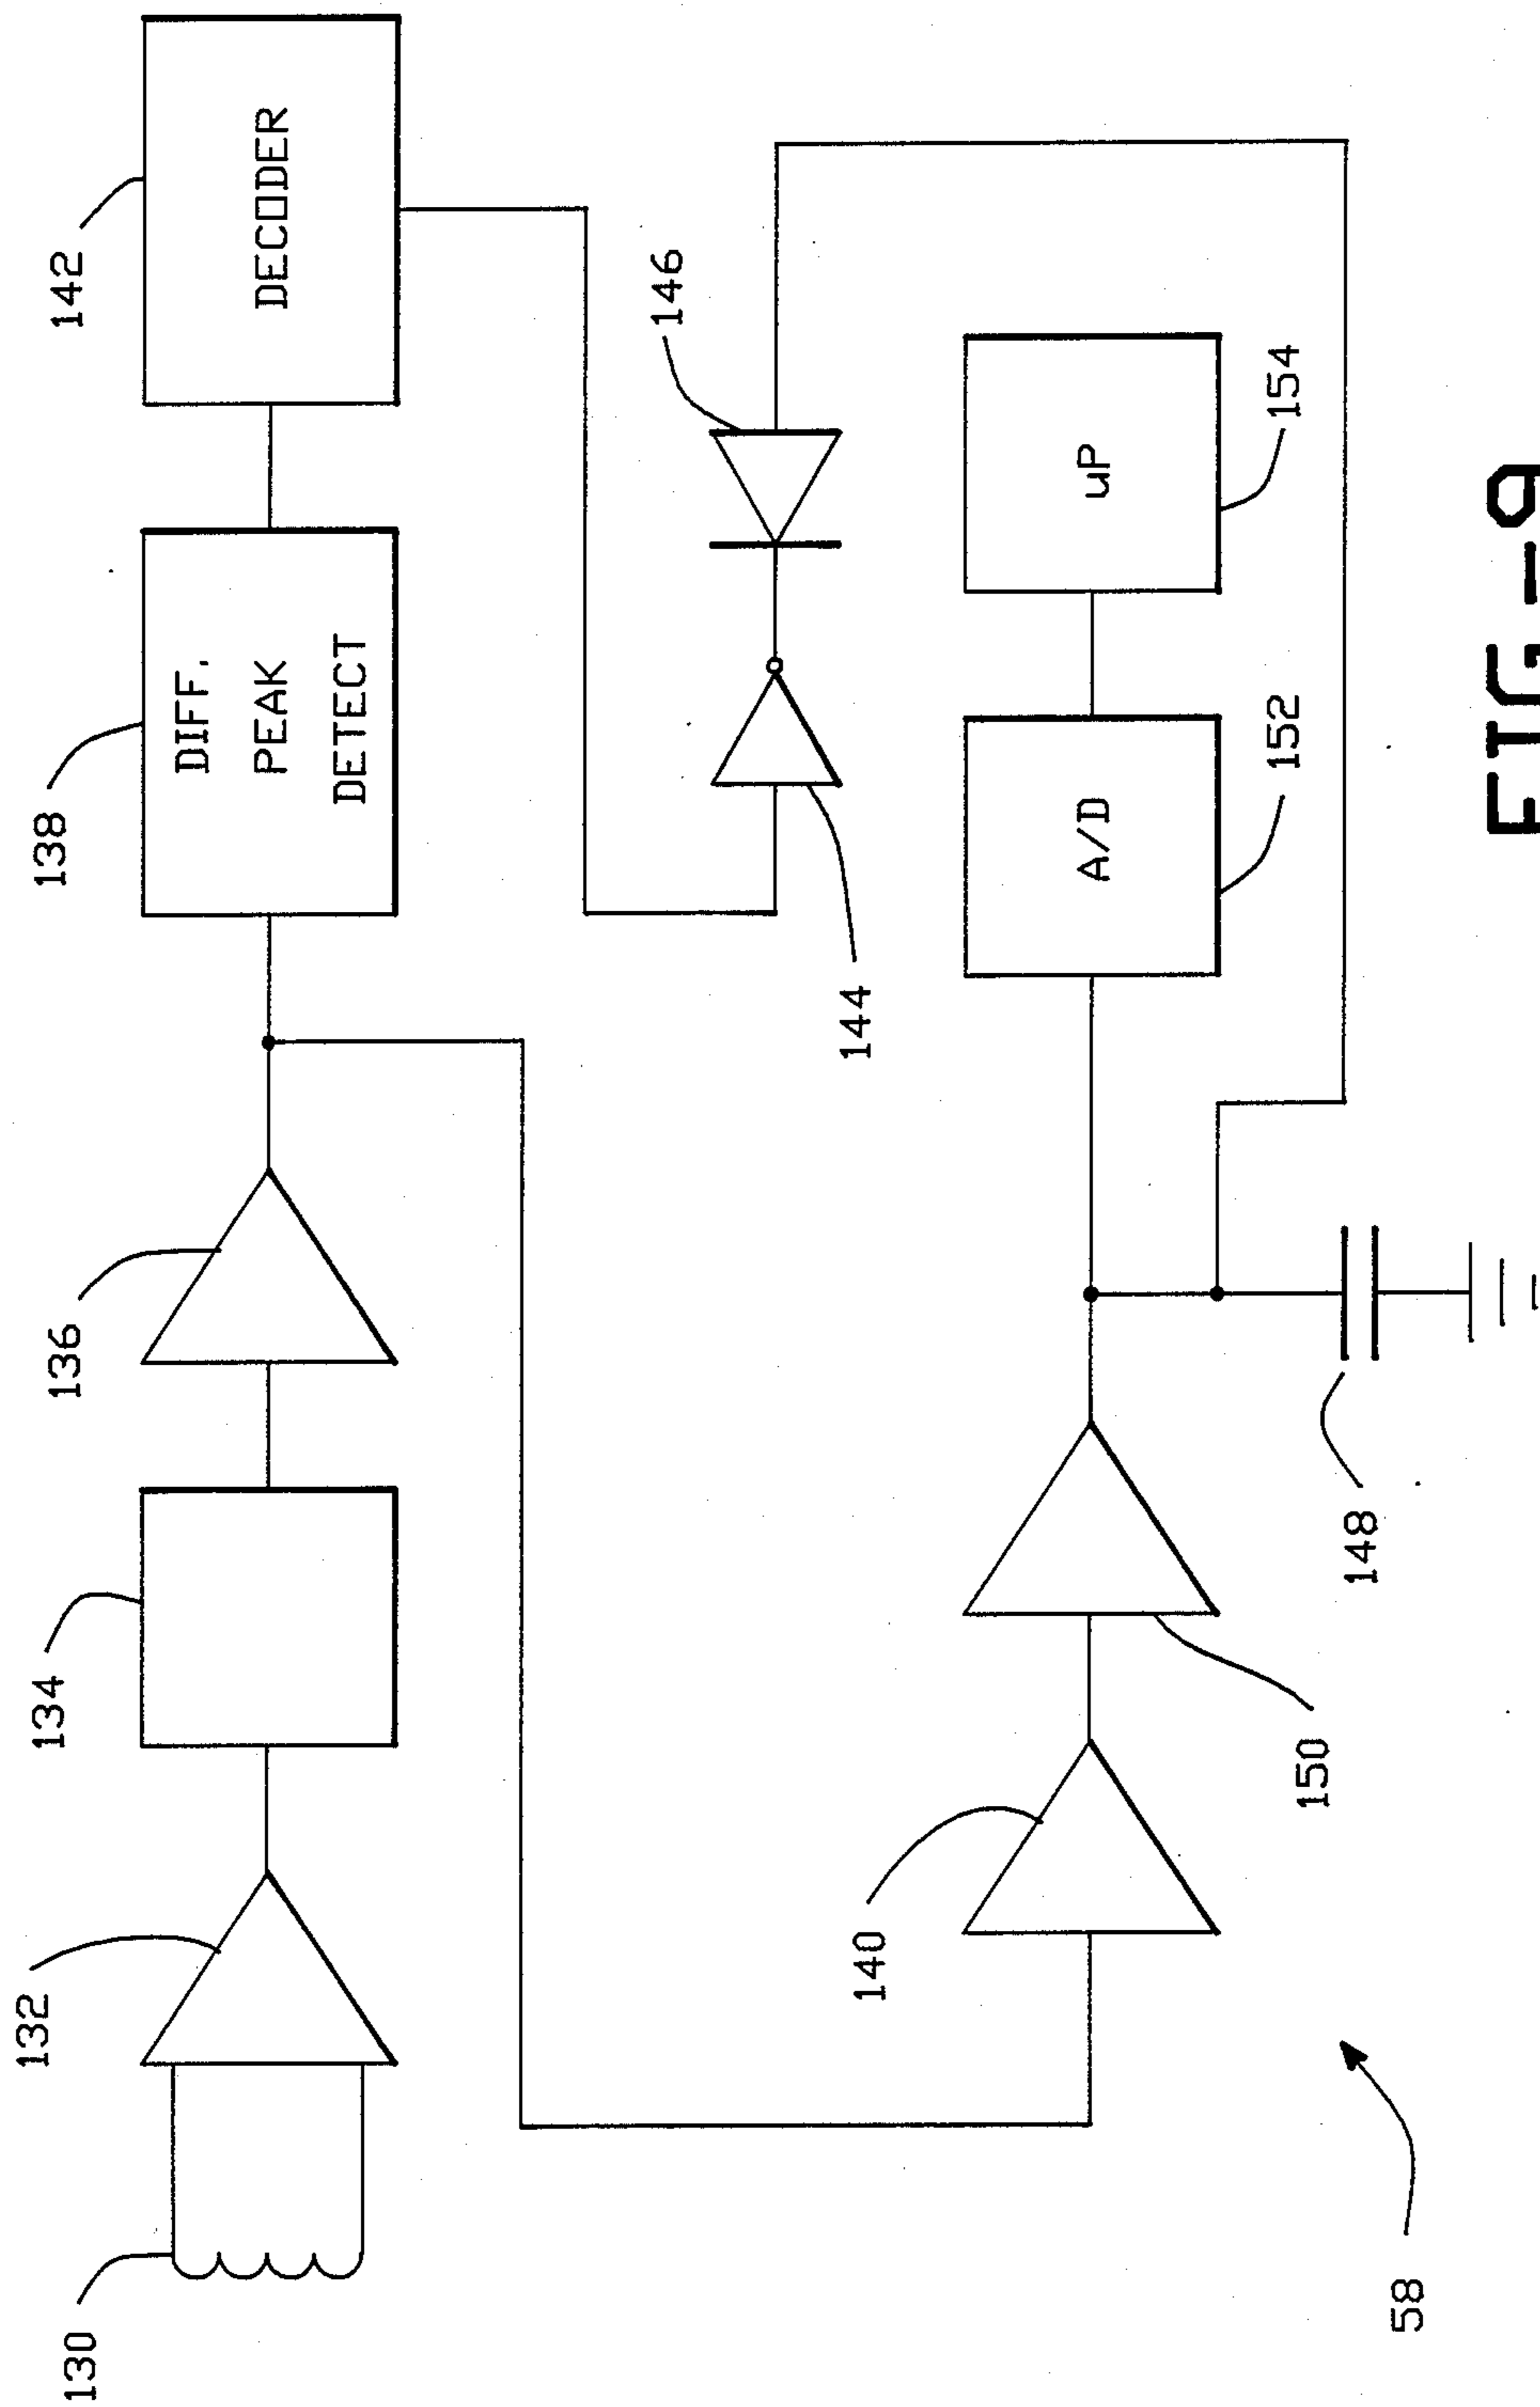 130
132
134
136
138
142
DIFF.
PEAK
DETECT
DECODER
146
144
140
150
148
A/D
152
uP
154
58
FIG-9